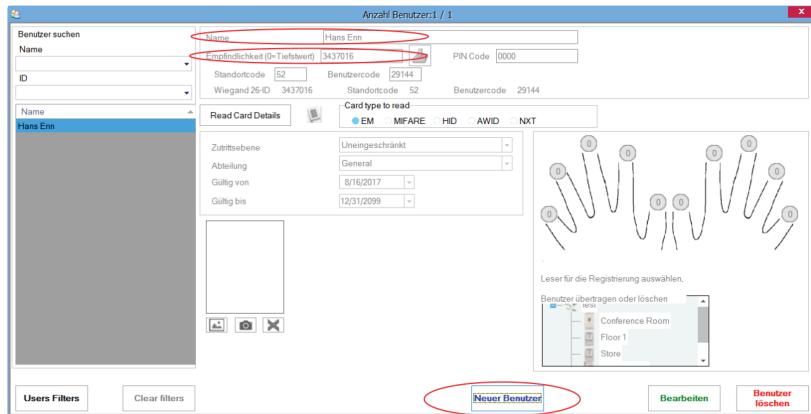 Anzahl Benutzer:1 / 1
x
Benutzer suchen
Name
ID
Name
Hans Enn
Name Hans Enn
Empfindlichkeit (0=Tiefstwert) 3437016 PIN Code 0000
Standortcode 52 Benutzercode 29144
Wiegand 26-ID 3437016 Standortcode 52 Benutzercode 29144
Read Card Details
Card type to read
EM MIFARE HID AWID NXT
Zutrittsebene Uneingeschränkt
Abteilung General
Gültig von 8/16/2017
Gültig bis 12/31/2099
0 0 0 0 0 0 0 0 0 0
Leser für die Registrierung auswählen,
Benutzer übertragen oder löschen
Conference Room
Floor 1
Store
Users Filters
Clear filters
Neuer Benutzer
Bearbeiten
Benutzer
löschen